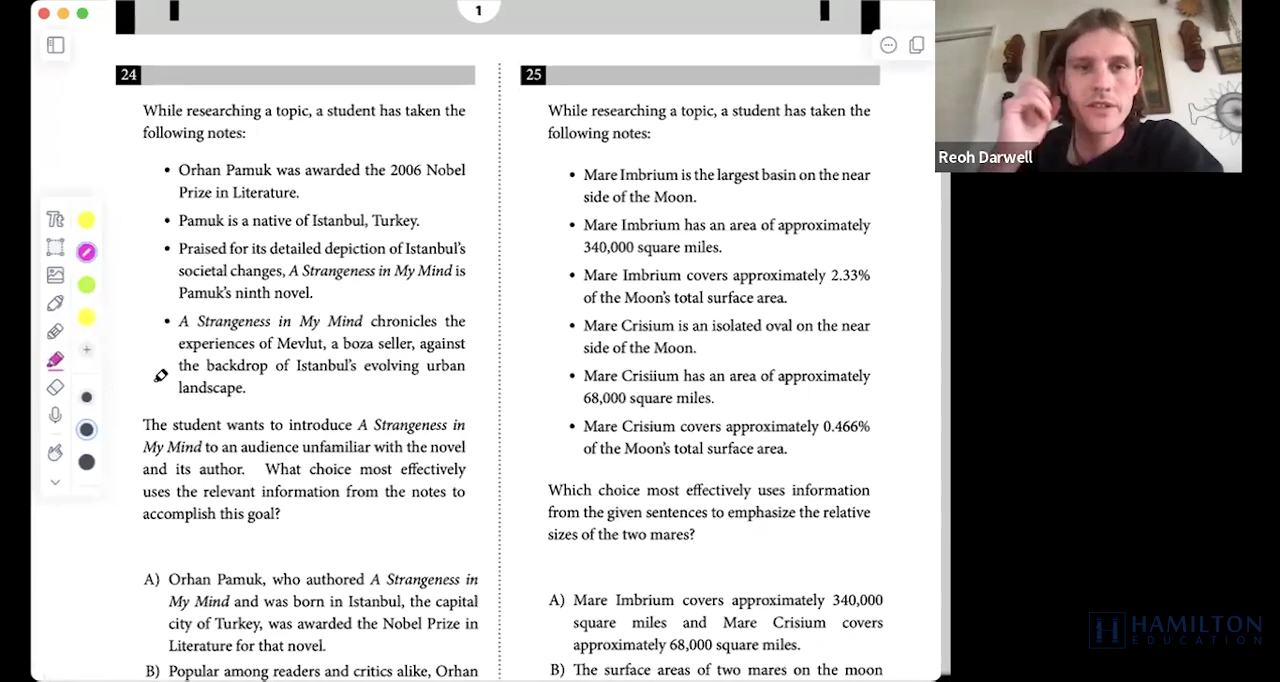 1
24
While researching a topic, a student has taken the
following notes:
• Orhan Pamuk was awarded the 2006 Nobel
Prize in Literature.
• Pamuk is a native of Istanbul, Turkey.
• Praised for its detailed depiction of Istanbul's
societal changes, A Strangeness in My Mind is
Pamuk's ninth novel.
• A Strangeness in My Mind chronicles the
experiences of Mevlut, a boza seller, against
the backdrop of Istanbul's evolving urban
landscape.
The student wants to introduce A Strangeness in
My Mind to an audience unfamiliar with the novel
and its author. What choice most effectively
uses the relevant information from the notes to
accomplish this goal?
A) Orhan Pamuk, who authored A Strangeness in
My Mind and was born in Istanbul, the capital
city of Turkey, was awarded the Nobel Prize in
Literature for that novel.
B) Popular among readers and critics alike, Orhan
25
While researching a topic, a student has taken the
following notes:
• Mare Imbrium is the largest basin on the near
side of the Moon.
• Mare Imbrium has an area of approximately
340,000 square miles.
• Mare Imbrium covers approximately 2.33%
of the Moon's total surface area.
• Mare Crisium is an isolated oval on the near
side of the Moon.
• Mare Crisiium has an area of approximately
68,000 square miles.
• Mare Crisium covers approximately 0.466%
of the Moon's total surface area.
Which choice most effectively uses information
from the given sentences to emphasize the relative
sizes of the two mares?
A) Mare Imbrium covers approximately 340,000
square miles and Mare Crisium covers
approximately 68,000 square miles.
B) The surface areas of two mares on the moon
Tt
Reoh Darwell
HAMILTON
EDUCATION